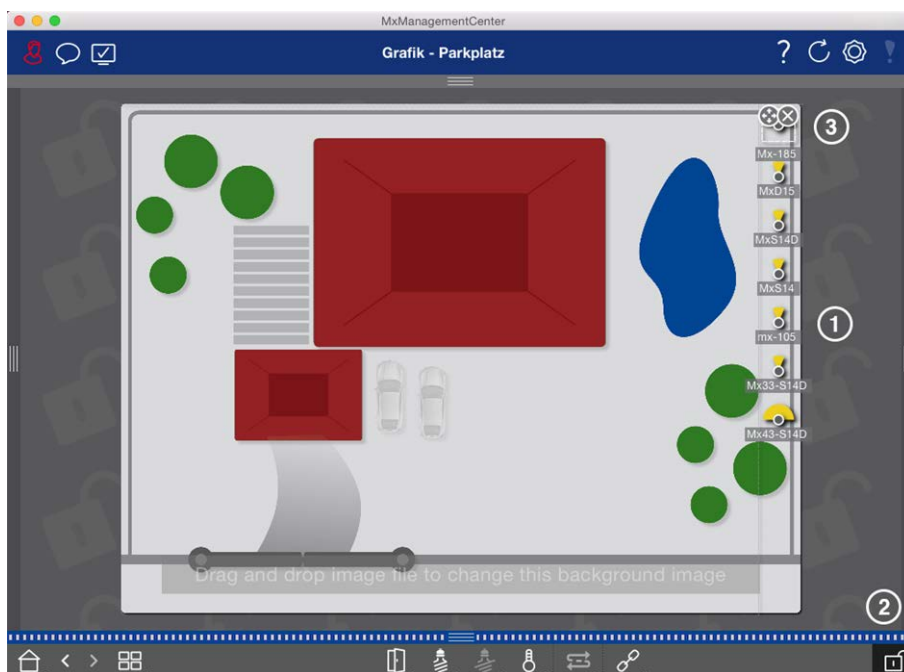 MxManagementCenter
Grafik - Parkplatz
?
3
Mx-185
MxD15
MxS14D
MxS14
mx-105
1
Mx33-S14D
Mx43-S14D
Drag and drop image file to change this background image
2